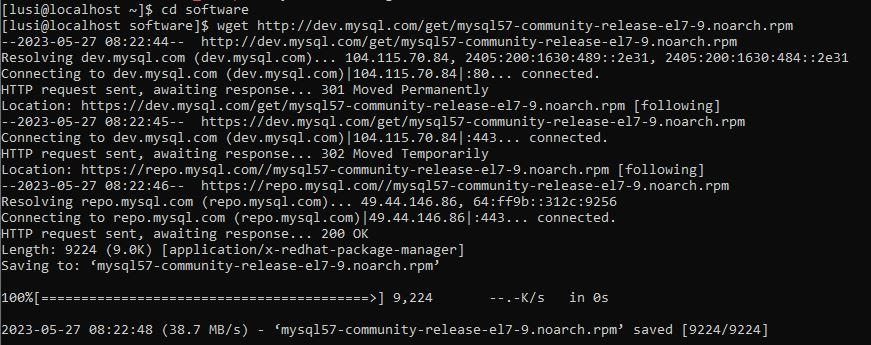 [lusi@localhost ~]$ cd software
[lusi@localhost software]$ wget http://dev.mysql.com/get/mysql57-community-release-el7-9.noarch.rpm
--2023-05-27 08:22:44--  http://dev.mysql.com/get/mysql57-community-release-el7-9.noarch.rpm
Resolving dev.mysql.com (dev.mysql.com)... 104.115.70.84, 2405:200:1630:489::2e31, 2405:200:1630:484::2e31
Connecting to dev.mysql.com (dev.mysql.com)|104.115.70.84|:80... connected.
HTTP request sent, awaiting response... 301 Moved Permanently
Location: https://dev.mysql.com/get/mysql57-community-release-el7-9.noarch.rpm [following]
--2023-05-27 08:22:45--  https://dev.mysql.com/get/mysql57-community-release-el7-9.noarch.rpm
Connecting to dev.mysql.com (dev.mysql.com)|104.115.70.84|:443... connected.
HTTP request sent, awaiting response... 302 Moved Temporarily
Location: https://repo.mysql.com//mysql57-community-release-el7-9.noarch.rpm [following]
--2023-05-27 08:22:46--  https://repo.mysql.com//mysql57-community-release-el7-9.noarch.rpm
Resolving repo.mysql.com (repo.mysql.com)... 49.44.146.86, 64:ff9b::312c:9256
Connecting to repo.mysql.com (repo.mysql.com)|49.44.146.86|:443... connected.
HTTP request sent, awaiting response... 200 OK
Length: 9224 (9.0K) [application/x-redhat-package-manager]
Saving to: ‘mysql57-community-release-el7-9.noarch.rpm’
100%[=========================================>] 9,224       --.-K/s   in 0s
2023-05-27 08:22:48 (38.7 MB/s) - ‘mysql57-community-release-el7-9.noarch.rpm’ saved [9224/9224]